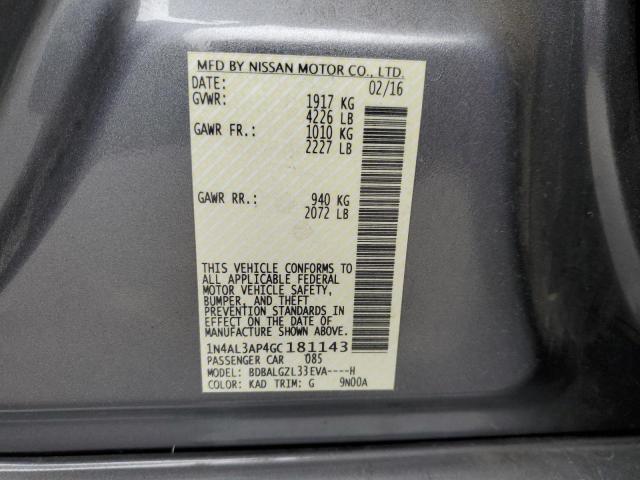 MFD BY NISSAN MOTOR CO., LTD.
DATE: 02/16
GVWR: 1917 KG
4226 LB
GAWR FR.: 1010 KG
2227 LB
GAWR RR.: 940 KG
2072 LB
THIS VEHICLE CONFORMS TO
ALL APPLICABLE FEDERAL
MOTOR VEHICLE SAFETY,
BUMPER, AND THEFT
PREVENTION STANDARDS IN
EFFECT ON THE DATE OF
MANUFACTURE SHOWN ABOVE.
1N4AL3AP4GC181143
PASSENGER CAR 085
MODEL: BDBALGZL33EVA----H
COLOR: KAD TRIM: G 9N00A